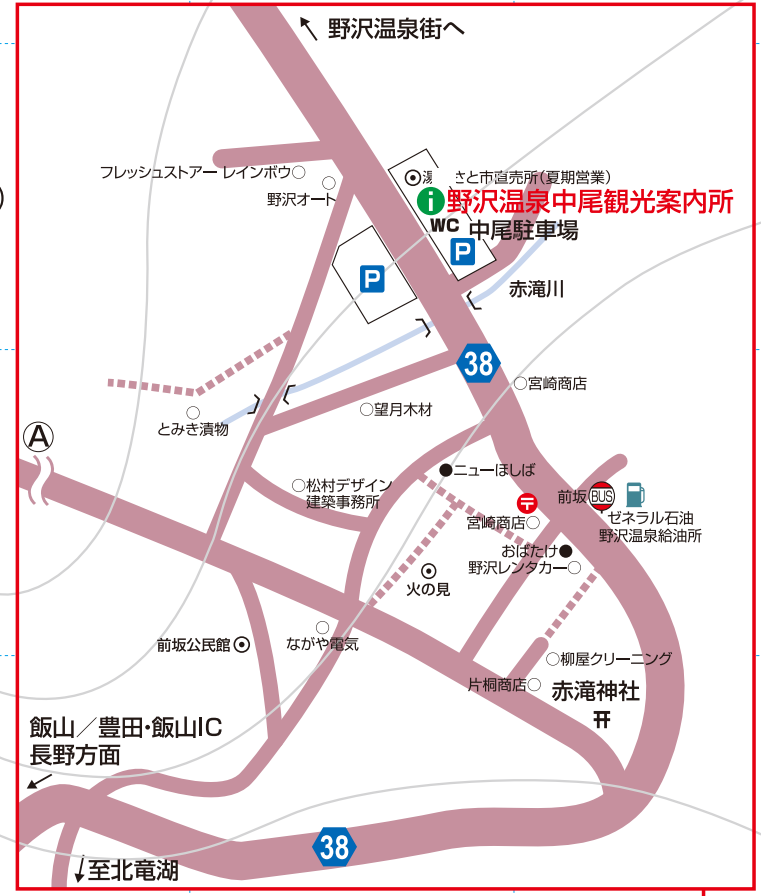 野沢温泉街へ
フレッシュストアー レインボウ
野沢オート
さと市直売所(夏期営業)
i野沢温泉中尾観光案内所
WC 中尾駐車場
P
P
赤滝川
38
宮崎商店
望月木材
とみき漬物
A
ニューほしば
松村デザイン
建築事務所
前坂 BUS
〒
宮崎商店
ゼネラル石油
野沢温泉給油所
おばたけ
野沢レンタカー
火の見
前坂公民館
ながや電気
柳屋クリーニング
片桐商店
赤滝神社
飯山/豊田・飯山IC
長野方面
38
至北竜湖